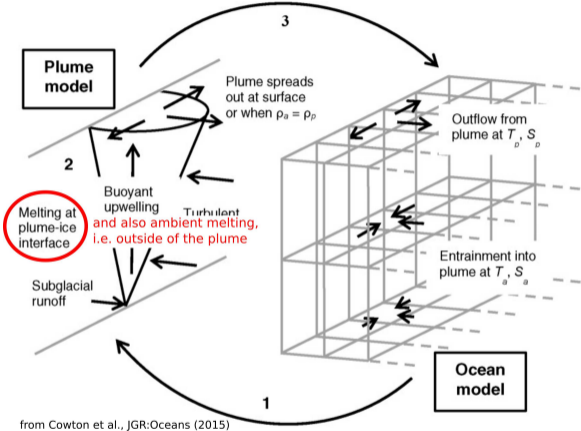 3
Plume
model
Plume spreads
out at surface
or when ρa = ρp
Outflow from
plume at Tp, Sp
2
Buoyant
upwelling
Turbulent
Melting at
plume-ice
interface
and also ambient melting,
i.e. outside of the plume
Entrainment into
plume at Ta, Sa
Subglacial
runoff
Ocean
model
1
from Cowton et al., JGR:Oceans (2015)